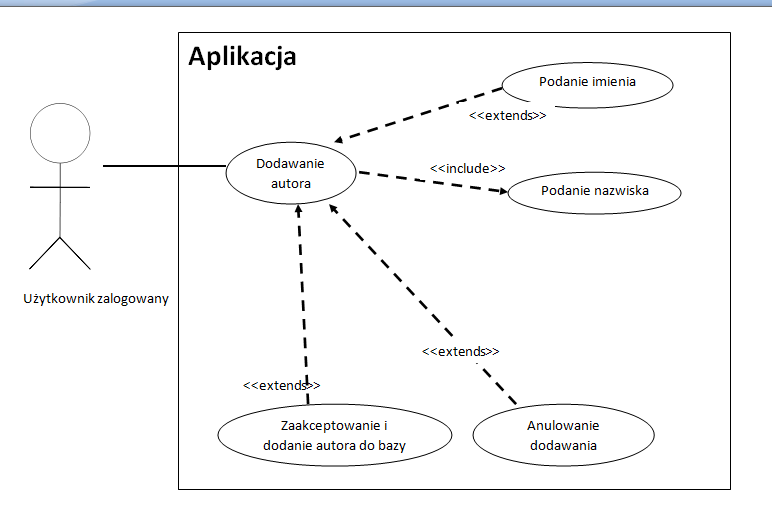 Aplikacja
Podanie imienia
<<extends>>
Dodawanie
autora
<<include>>
Podanie nazwiska
Użytkownik zalogowany
<<extends>>
<<extends>>
Zaakceptowanie i
dodanie autora do bazy
Anulowanie
dodawania